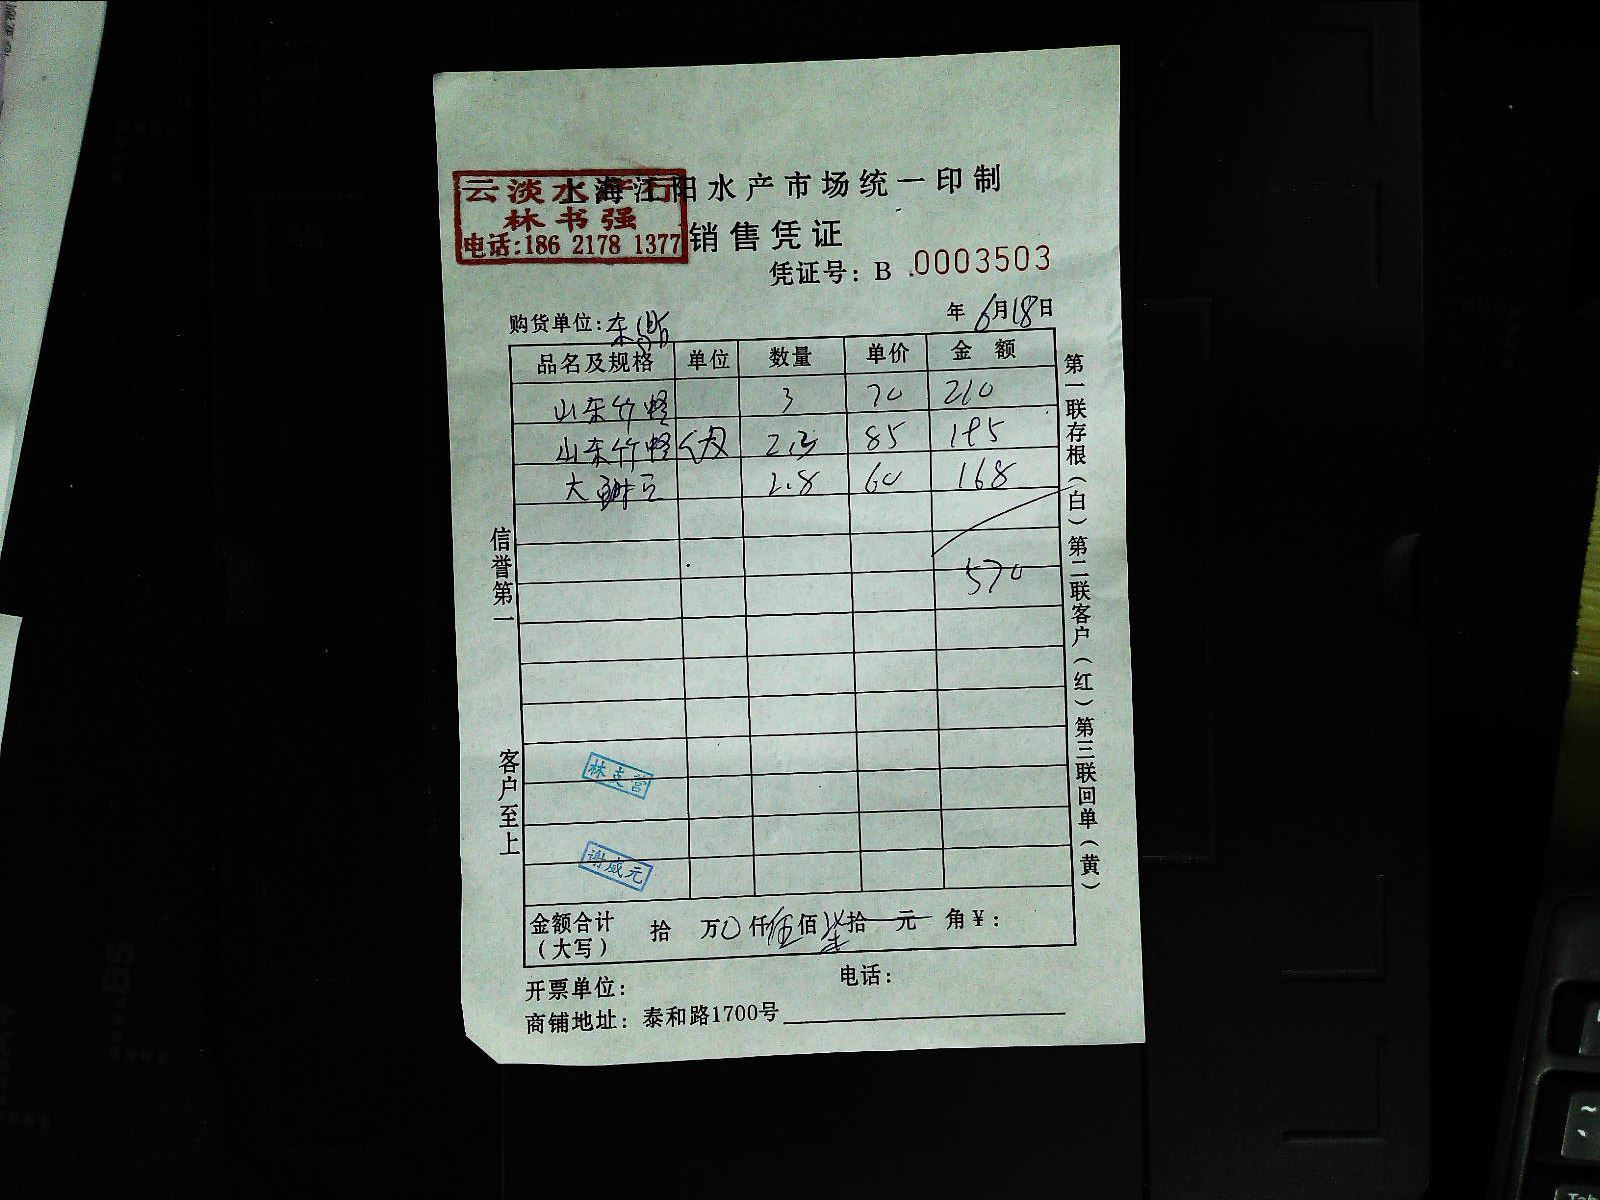 上海江阳水产市场统一印制
云淡水产行
林书强
电话:186 2178 1377
销售凭证
凭证号: B 0003503
购货单位: 年6月18日
品名及规格 单位 数量 单价 金 额
山东竹蛏 3 70 210
山东竹蛏 2.3 85 195
大 2.8 60 168
570
信誉第一
客户至上
第一联存根(白)第二联客户(红)第三联回单(黄)
林支营
谢成元
金额合计 拾 万0仟伍佰柒拾 元 角¥:
(大写)
开票单位: 电话:
商铺地址: 泰和路1700号